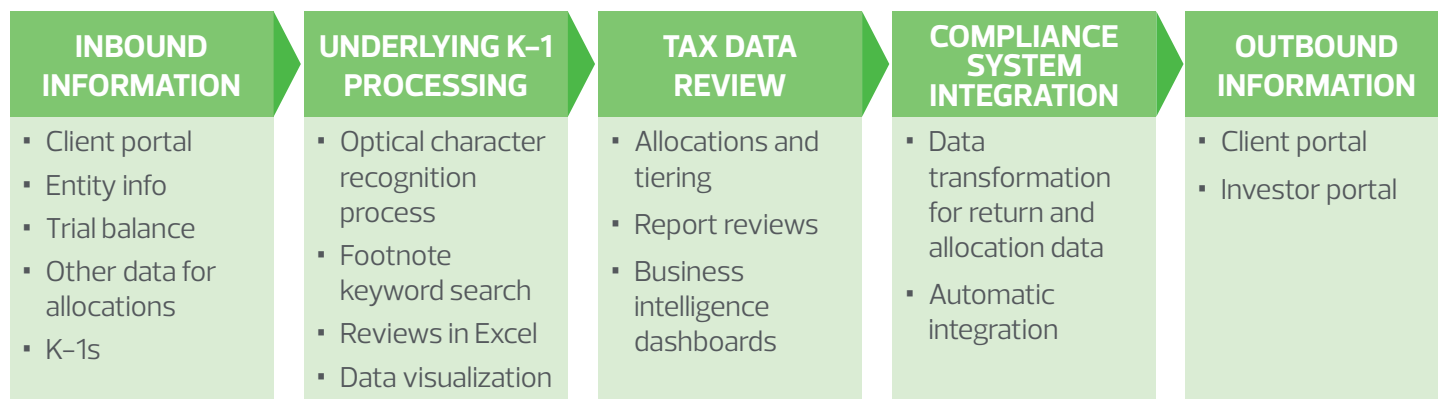 INBOUND
INFORMATION
▪ Client portal
▪ Entity info
▪ Trial balance
▪ Other data for
allocations
▪ K–1s
UNDERLYING K–1
PROCESSING
▪ Optical character
recognition
process
▪ Footnote
keyword search
▪ Reviews in Excel
▪ Data visualization
TAX DATA
REVIEW
▪ Allocations and
tiering
▪ Report reviews
▪ Business
intelligence
dashboards
COMPLIANCE
SYSTEM
INTEGRATION
▪ Data
transformation
for return and
allocation data
▪ Automatic
integration
OUTBOUND
INFORMATION
▪ Client portal
▪ Investor portal